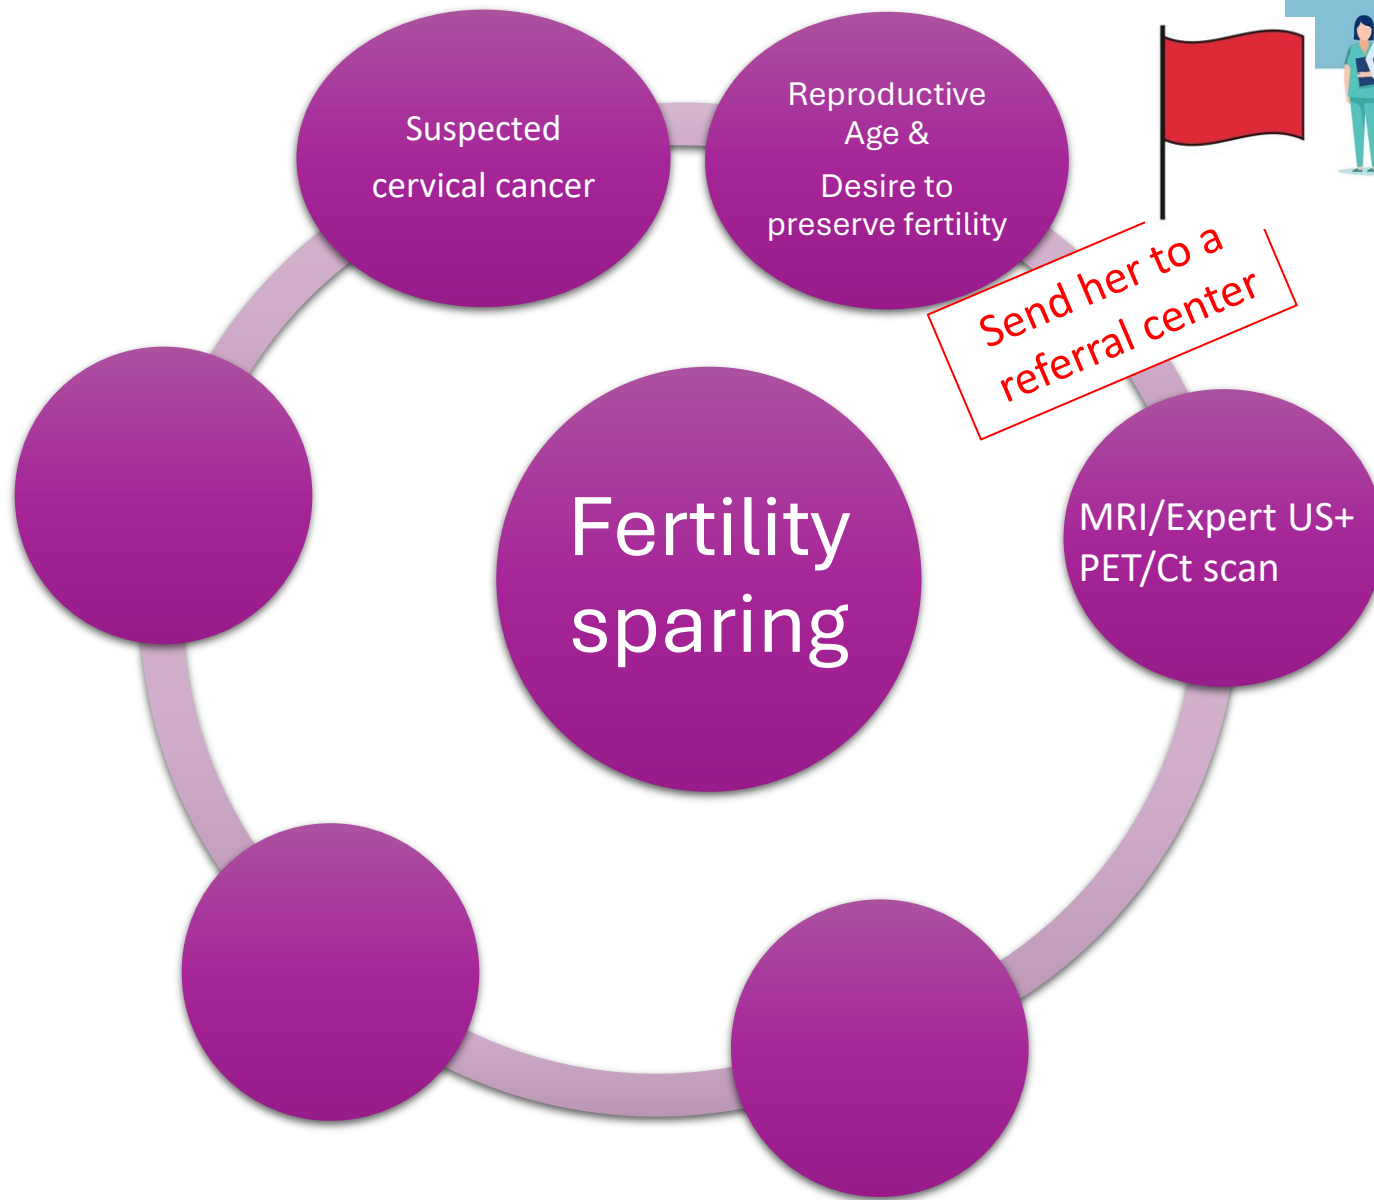 Suspected
cervical cancer
Reproductive
Age &
Desire to
preserve fertility
Send her to a
referral center
MRI/Expert US+
PET/Ct scan
Fertility
sparing